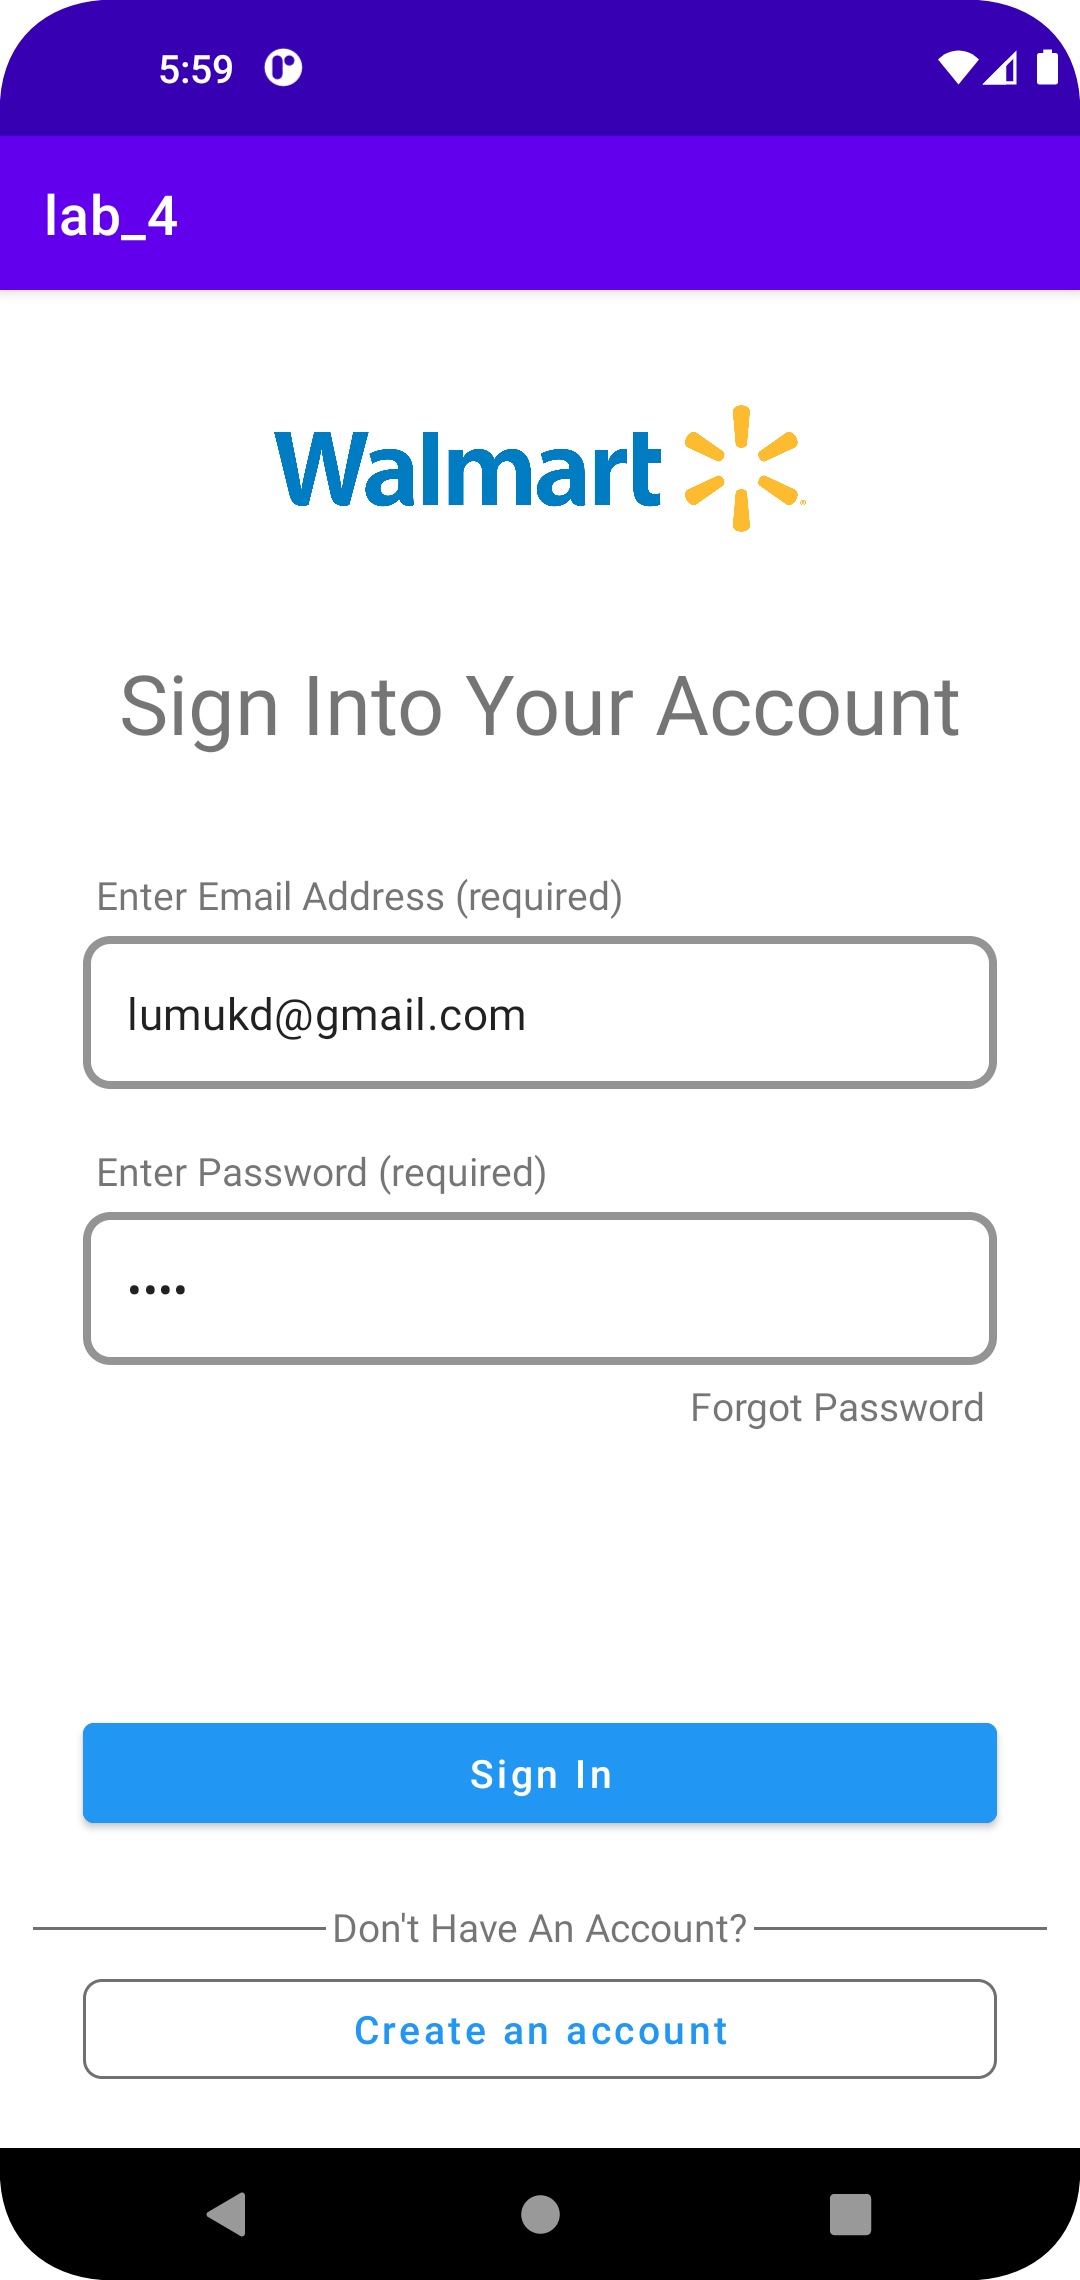 5:59
lab_4
Walmart
Sign Into Your Account
Enter Email Address (required)
lumukd@gmail.com
Enter Password (required)
••••
Forgot Password
Sign In
Don't Have An Account?
Create an account